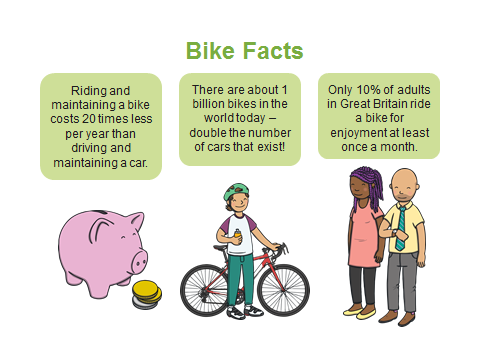 Bike Facts
Riding and
maintaining a bike
costs 20 times less
per year than
driving and
maintaining a car.
There are about 1
billion bikes in the
world today –
double the number
of cars that exist!
Only 10% of adults
in Great Britain ride
a bike for
enjoyment at least
once a month.